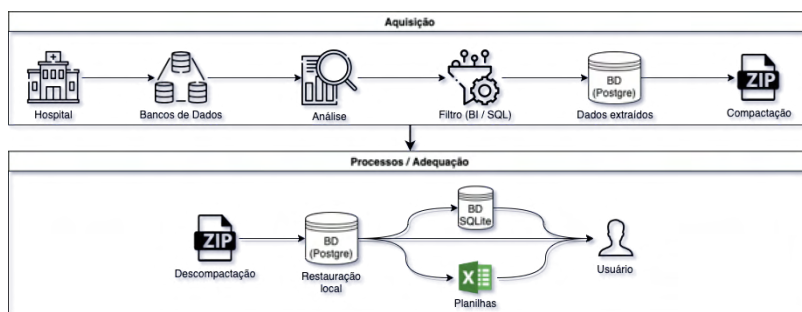 Aquisição
BD
(Postgre)
ZIP
Hospital
Bancos de Dados
Análise
Filtro (BI / SQL)
Dados extraídos
Compactação
Processos / Adequação
ZIP
Descompactação
BD
(Postgre)
Restauração
local
BD
SQLite
X
Planilhas
Usuário